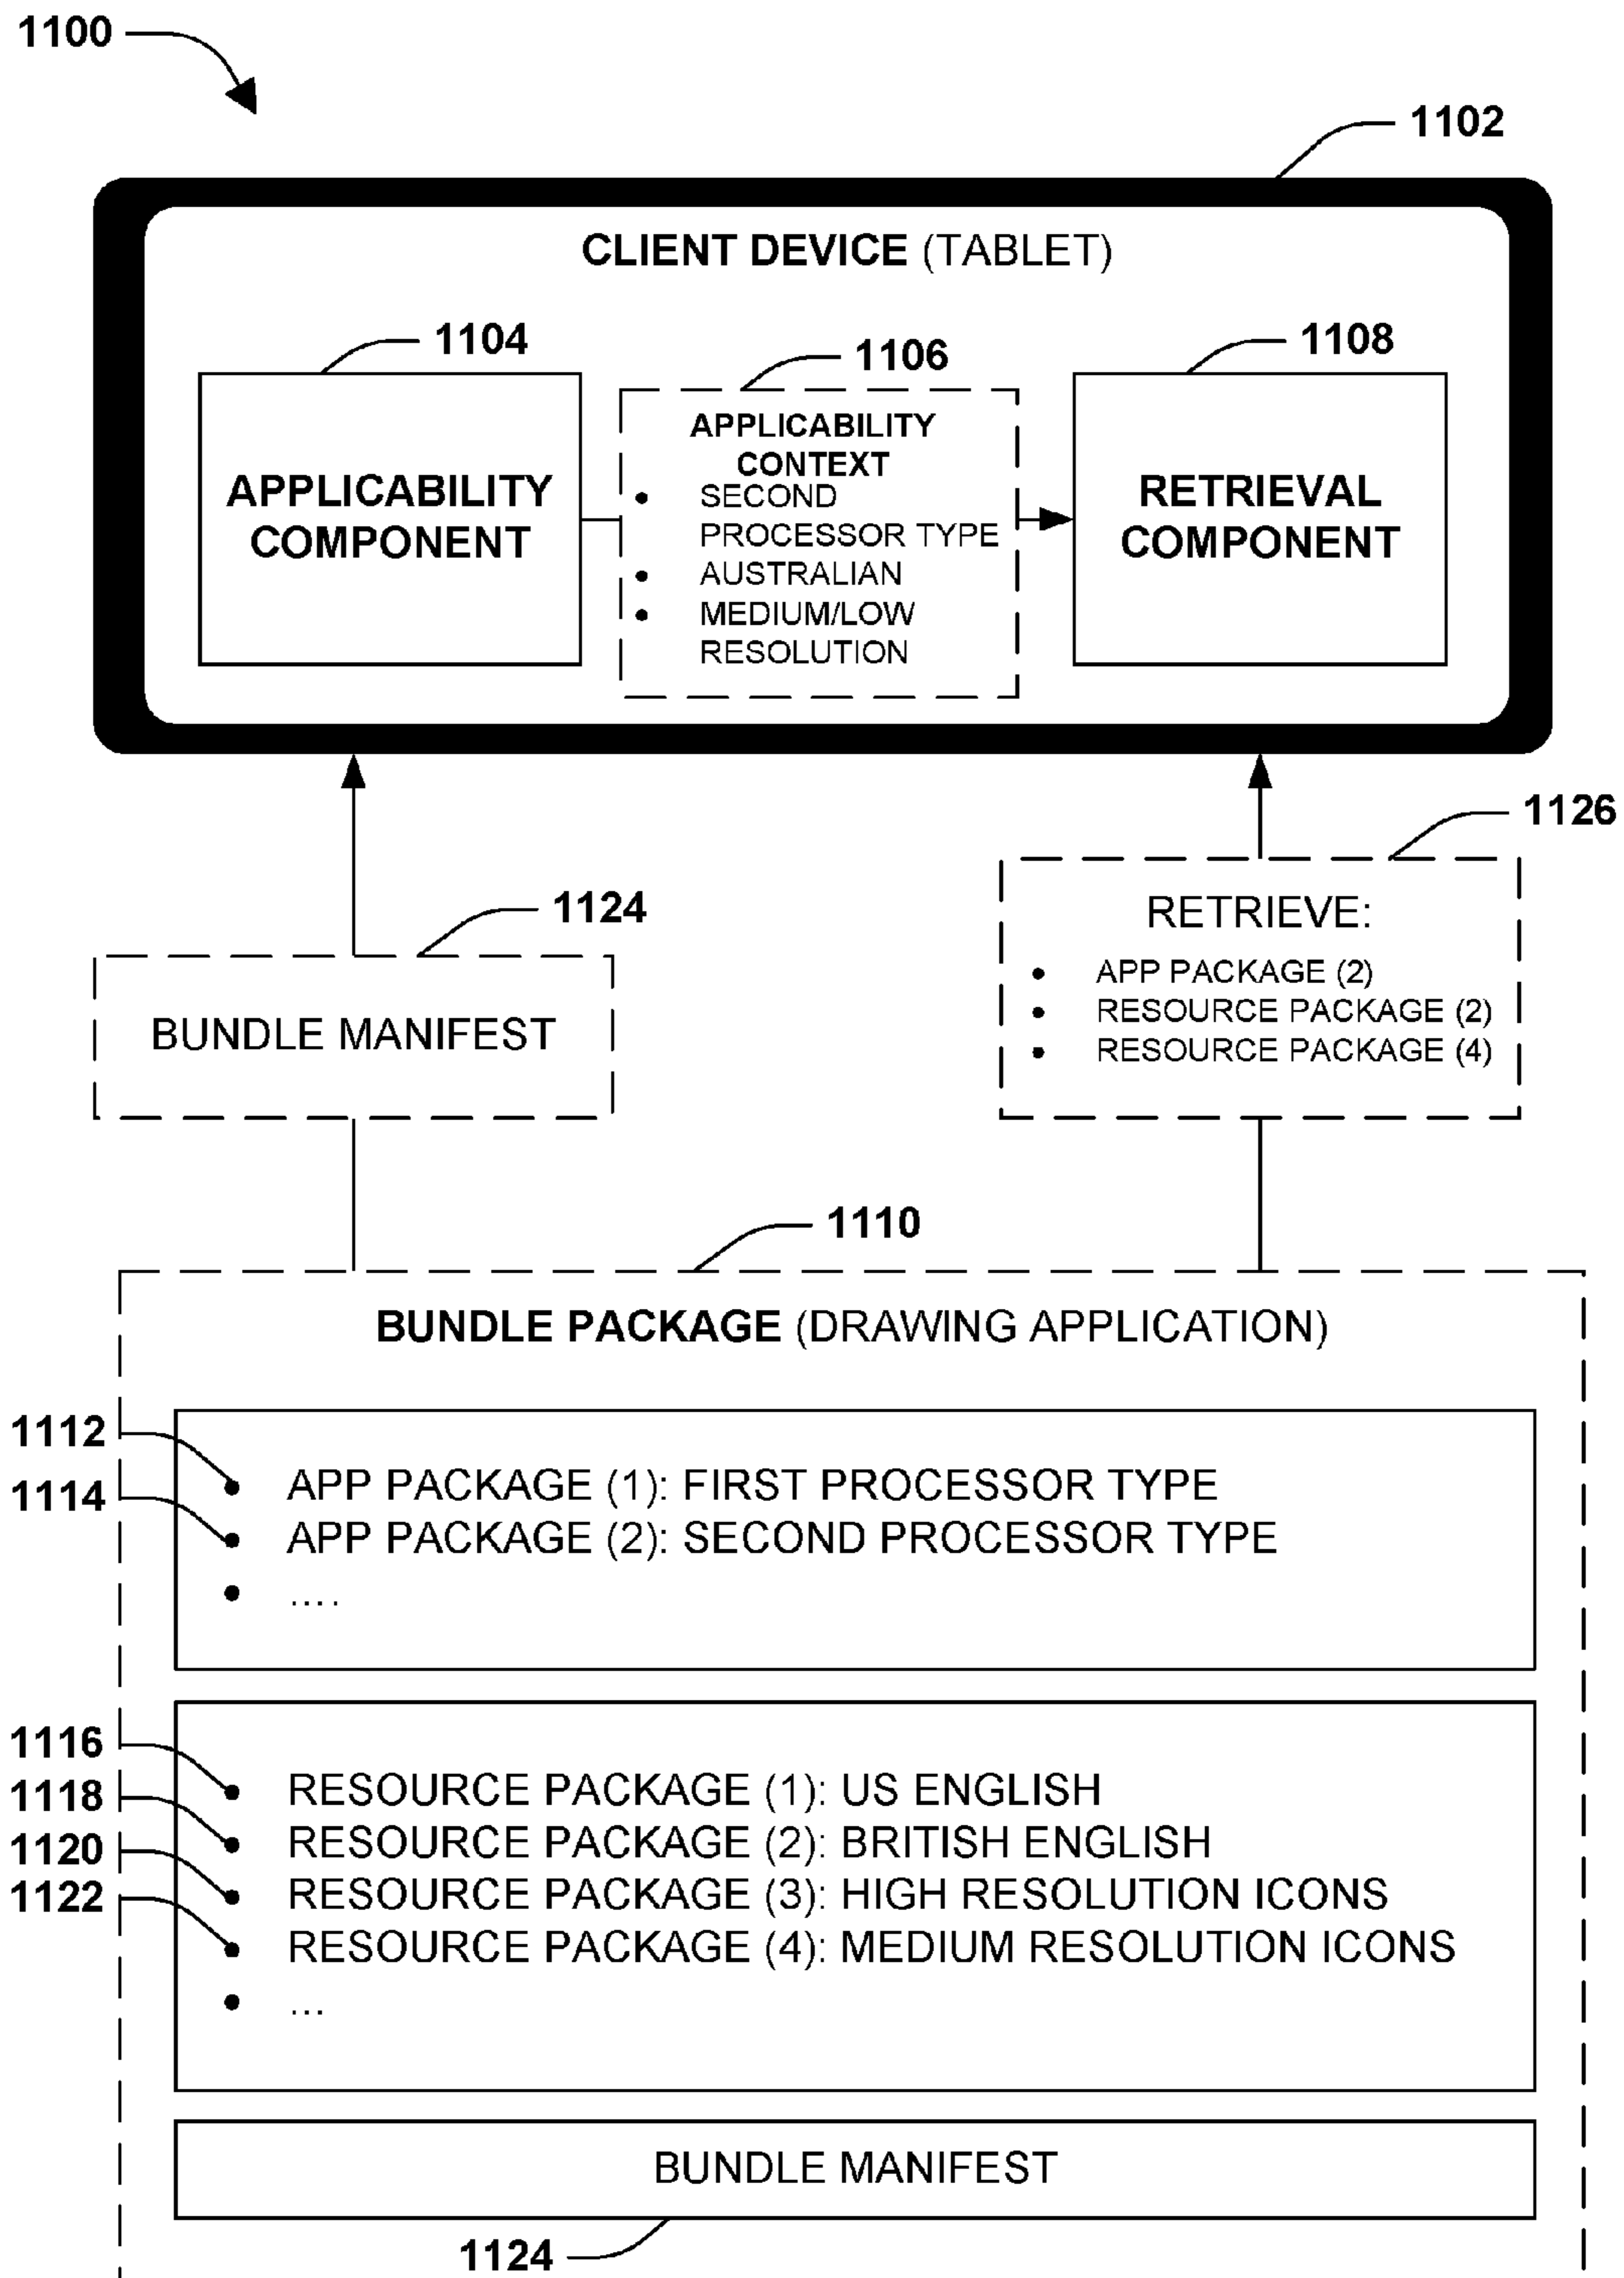 1100
1102
CLIENT DEVICE (TABLET)
1104
1106
1108
APPLICABILITY
COMPONENT
APPLICABILITY
CONTEXT
• SECOND
PROCESSOR TYPE
• AUSTRALIAN
• MEDIUM/LOW
RESOLUTION
RETRIEVAL
COMPONENT
1126
1124
BUNDLE MANIFEST
RETRIEVE:
• APP PACKAGE (2)
• RESOURCE PACKAGE (2)
• RESOURCE PACKAGE (4)
1110
BUNDLE PACKAGE (DRAWING APPLICATION)
1112
• APP PACKAGE (1): FIRST PROCESSOR TYPE
1114
• APP PACKAGE (2): SECOND PROCESSOR TYPE
• ....
1116
• RESOURCE PACKAGE (1): US ENGLISH
1118
• RESOURCE PACKAGE (2): BRITISH ENGLISH
1120
• RESOURCE PACKAGE (3): HIGH RESOLUTION ICONS
1122
• RESOURCE PACKAGE (4): MEDIUM RESOLUTION ICONS
• ...
BUNDLE MANIFEST
1124